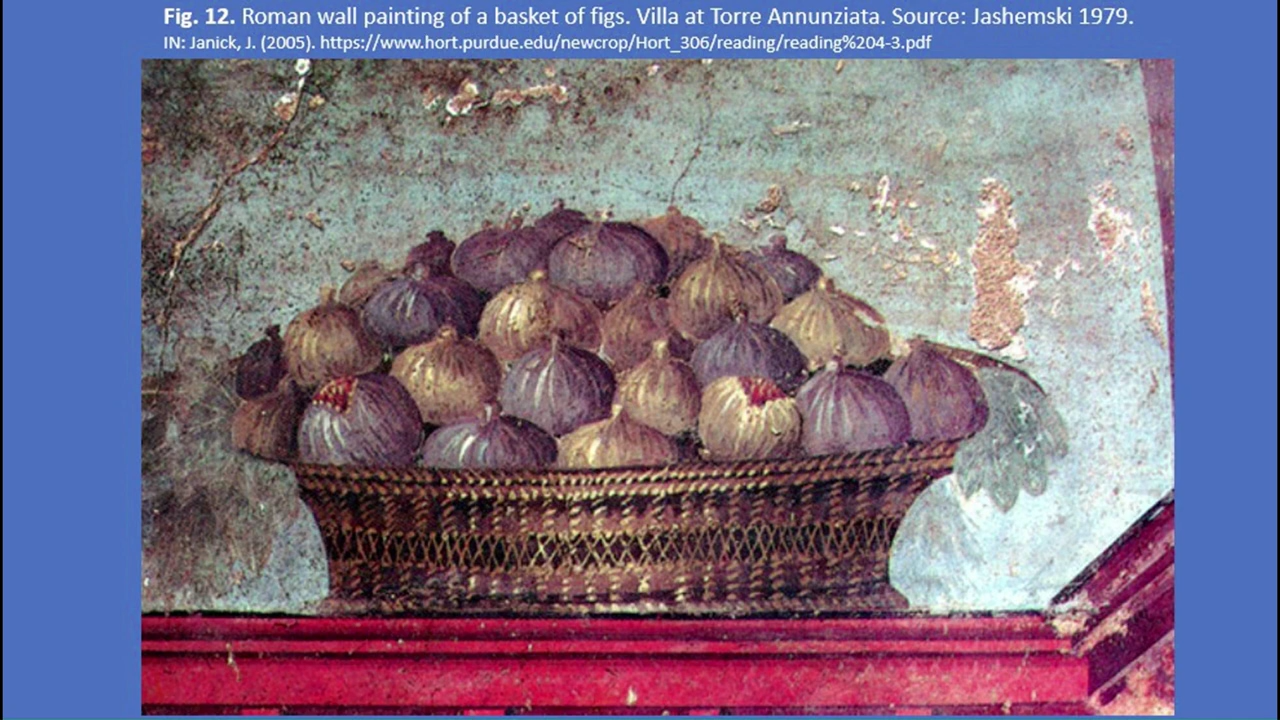 Fig. 12. Roman wall painting of a basket of figs. Villa at Torre Annunziata. Source: Jashemski 1979.
IN: Janick, J. (2005). https://www.hort.purdue.edu/newcrop/Hort_306/reading/reading%204-3.pdf